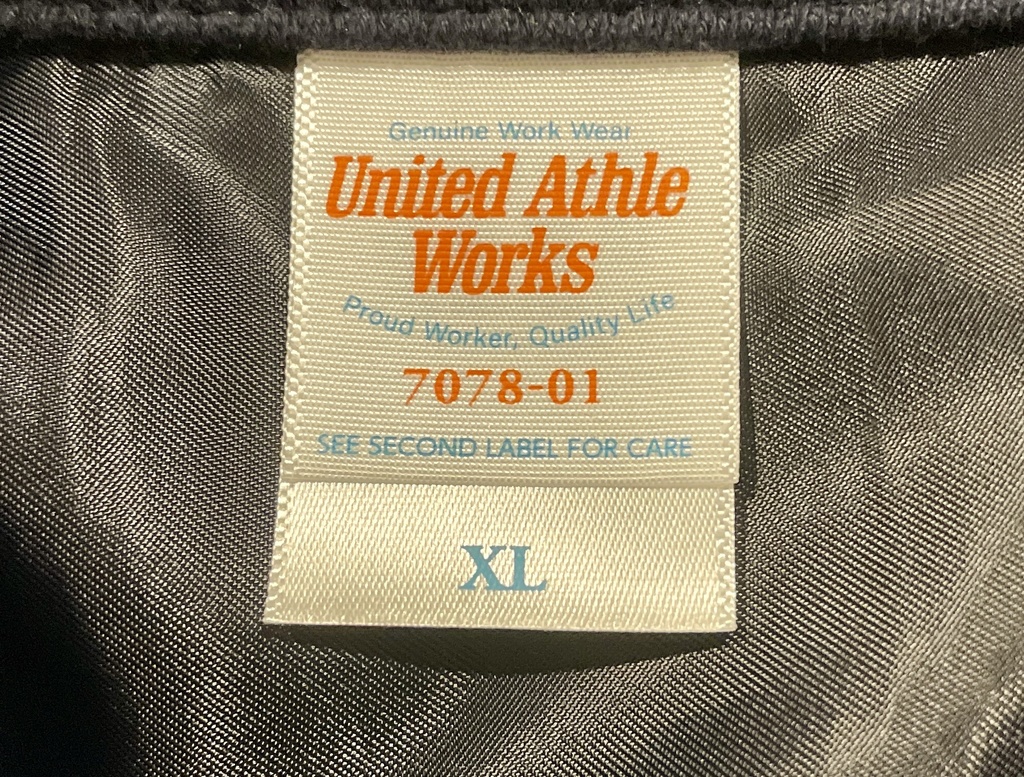 Genuine Work Wear
United Athle
Works
Proud Worker, Quality Life
7078-01
SEE SECOND LABEL FOR CARE
XL